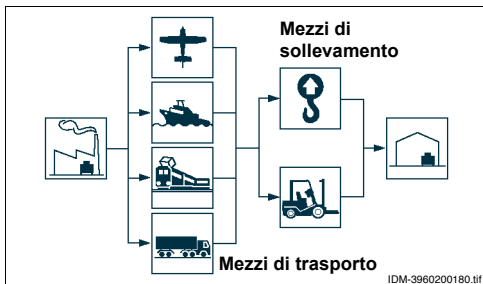 Mezzi di
sollevamento
Mezzi di trasporto
IDM-3960200180.tif